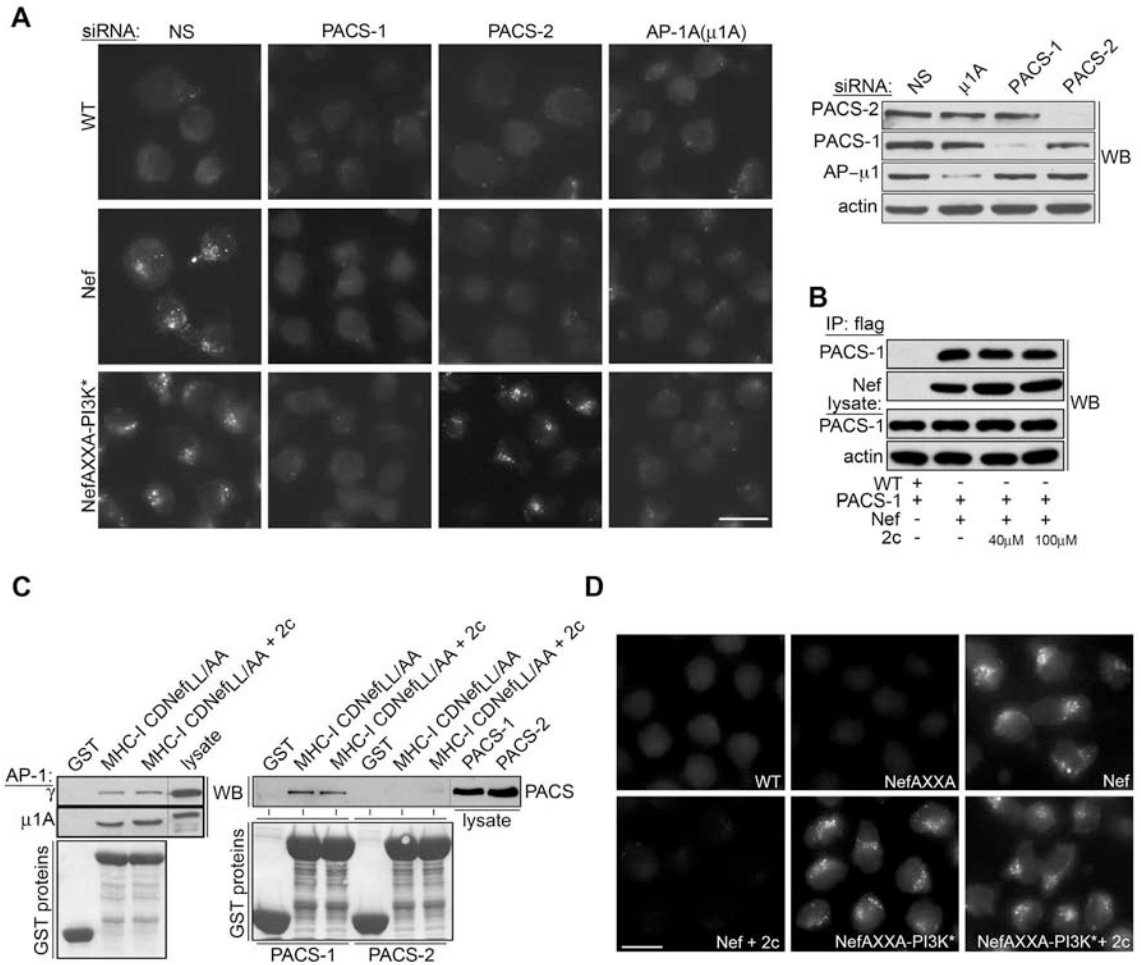 A
siRNA: NS PACS-1 PACS-2 AP-1A(μ1A)
WT
Nef
NefAXXA-PI3K*
siRNA: NS μ1A PACS-1 PACS-2
PACS-2
PACS-1
AP-μ1
actin
WB
B
IP: flag
PACS-1
Nef
lysate:
PACS-1
actin
WB
WT + - - -
PACS-1 + + + +
Nef - + + +
2c - - 40μM 100μM
C
GST MHC-I CDNefLL/AA MHC-I CDNefLL/AA + 2c lysate
AP-1:
γ
μ1A
GST proteins
WB
GST MHC-I CDNefLL/AA MHC-I CDNefLL/AA + 2c GST MHC-I CDNefLL/AA MHC-I CDNefLL/AA + 2c PACS-1 PACS-2
PACS
lysate
GST proteins
PACS-1 PACS-2
D
WT NefAXXA Nef
Nef + 2c NefAXXA-PI3K* NefAXXA-PI3K*+ 2c